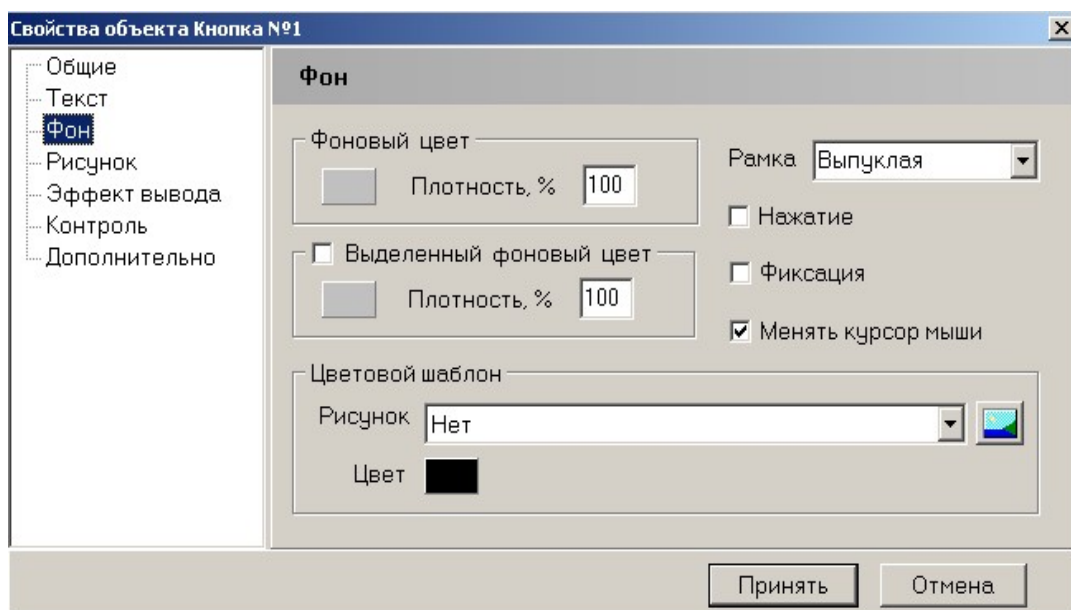 Свойства объекта Кнопка №1
Общие
Текст
Фон
Рисунок
Эффект вывода
Контроль
Дополнительно
Фон
Фоновый цвет
Плотность, % 100
Выделенный фоновый цвет
Плотность, % 100
Рамка Выпуклая
Нажатие
Фиксация
Менять курсор мыши
Цветовой шаблон
Рисунок Нет
Цвет
Принять Отмена